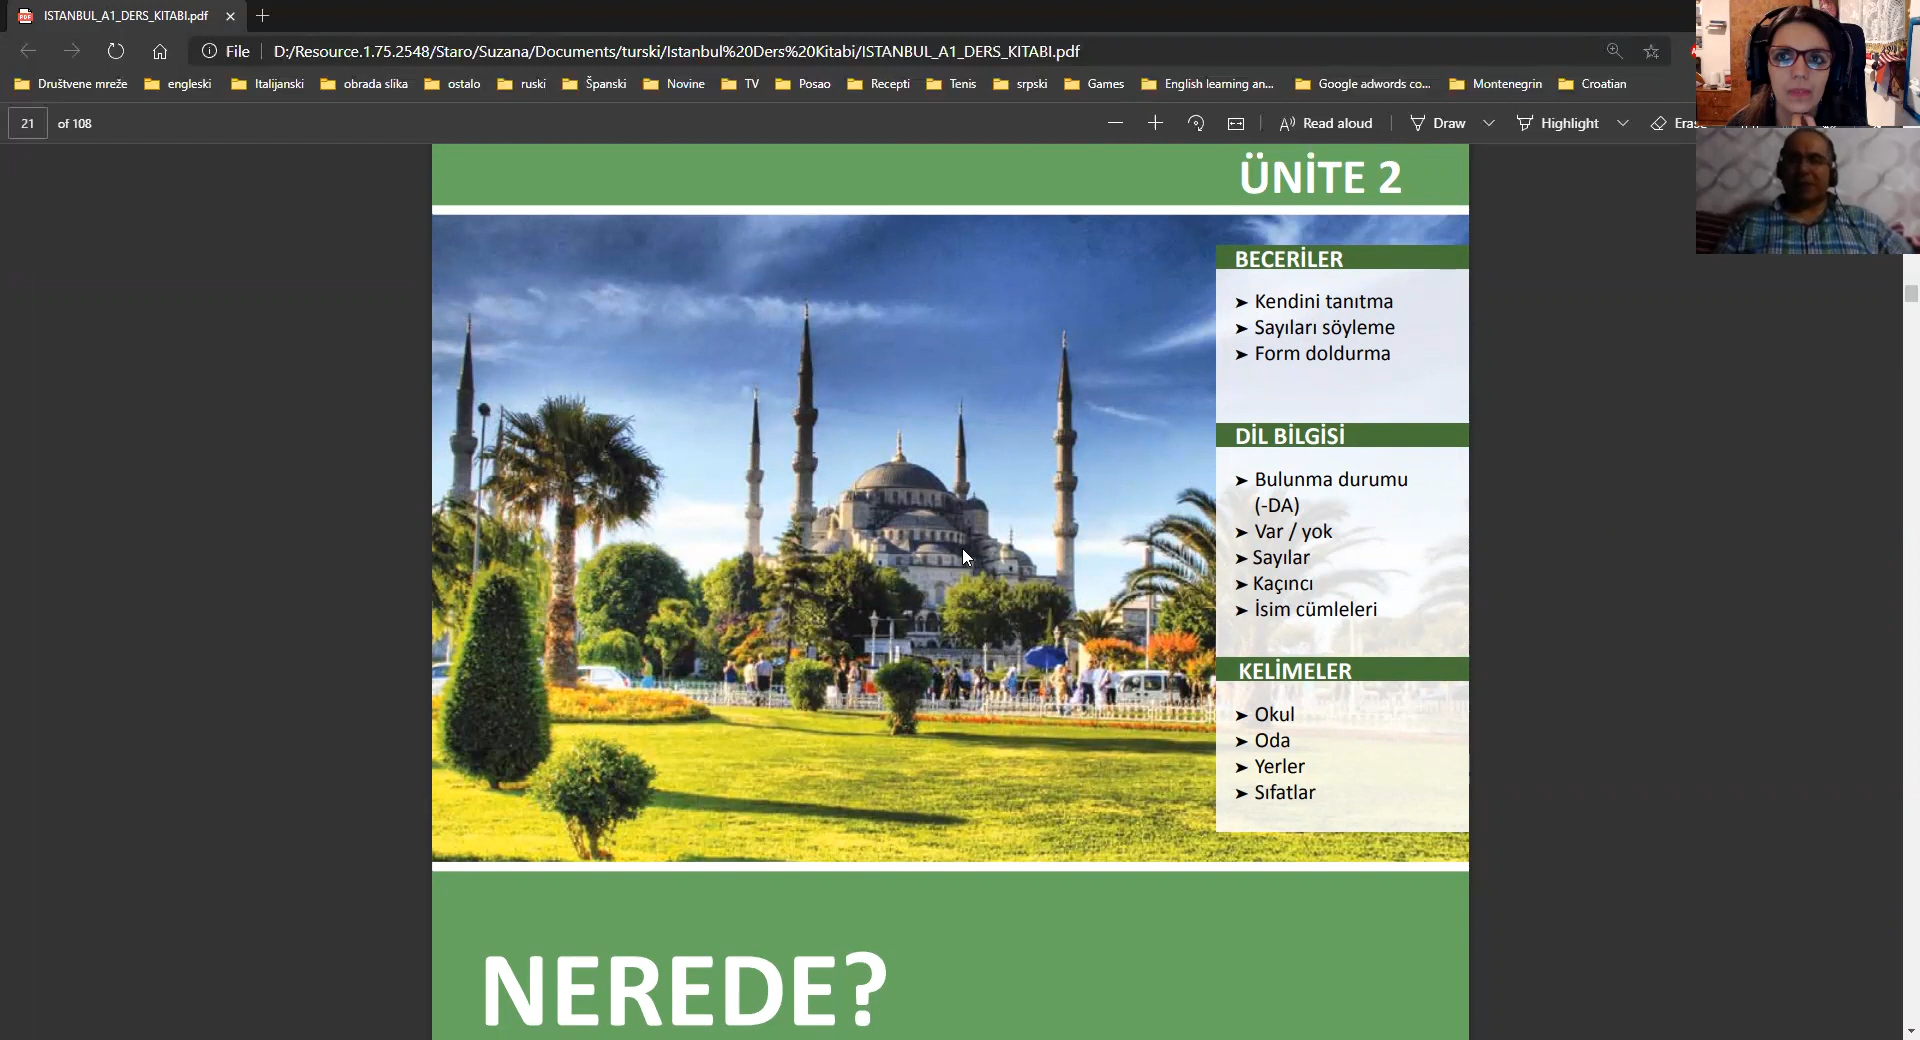 ISTANBUL_A1_DERS_KITABI.pdf
File D:/Resource.1.75.2548/Staro/Suzana/Documents/turski/Istanbul%20Ders%20Kitabi/ISTANBUL_A1_DERS_KITABI.pdf
Društvene mreže engleski Italijanski obrada slika ostalo ruski Španski Novine TV Posao Recepti Tenis srpski Games English learning an... Google adwords co... Montenegrin Croatian
21 of 108 Read aloud Draw Highlight
ÜNİTE 2
BECERİLER
➤ Kendini tanıtma
➤ Sayıları söyleme
➤ Form doldurma
DİL BİLGİSİ
➤ Bulunma durumu
(-DA)
➤ Var / yok
➤ Sayılar
➤ Kaçıncı
➤ İsim cümleleri
KELİMELER
➤ Okul
➤ Oda
➤ Yerler
➤ Sıfatlar
NEREDE?